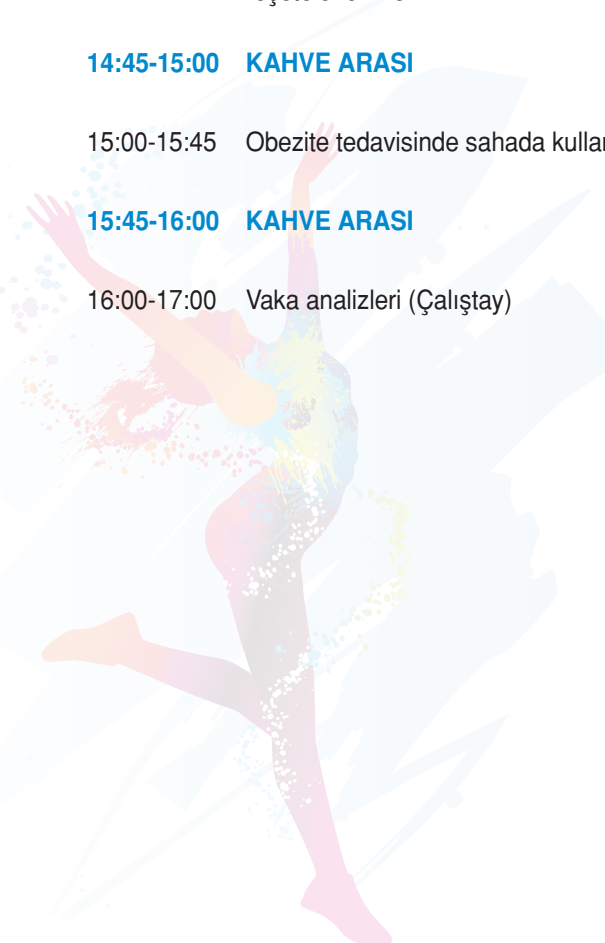 14:45-15:00 KAHVE ARASI
15:00-15:45 Obezite tedavisinde sahada
15:45-16:00 KAHVE ARASI
16:00-17:00 Vaka analizleri (Çalıştay)